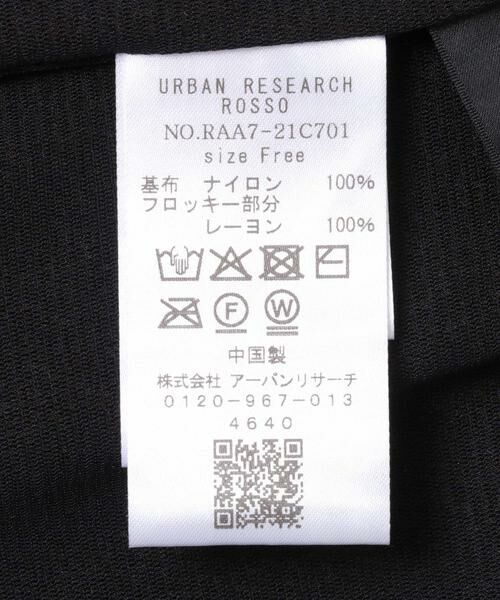 URBAN RESEARCH
ROSSO
NO.RAA7-21C701
size Free
基布 ナイロン 100%
フロッキー部分
レーヨン 100%
F
W
中国製
株式会社 アーバンリサーチ
0120-967-013
4640